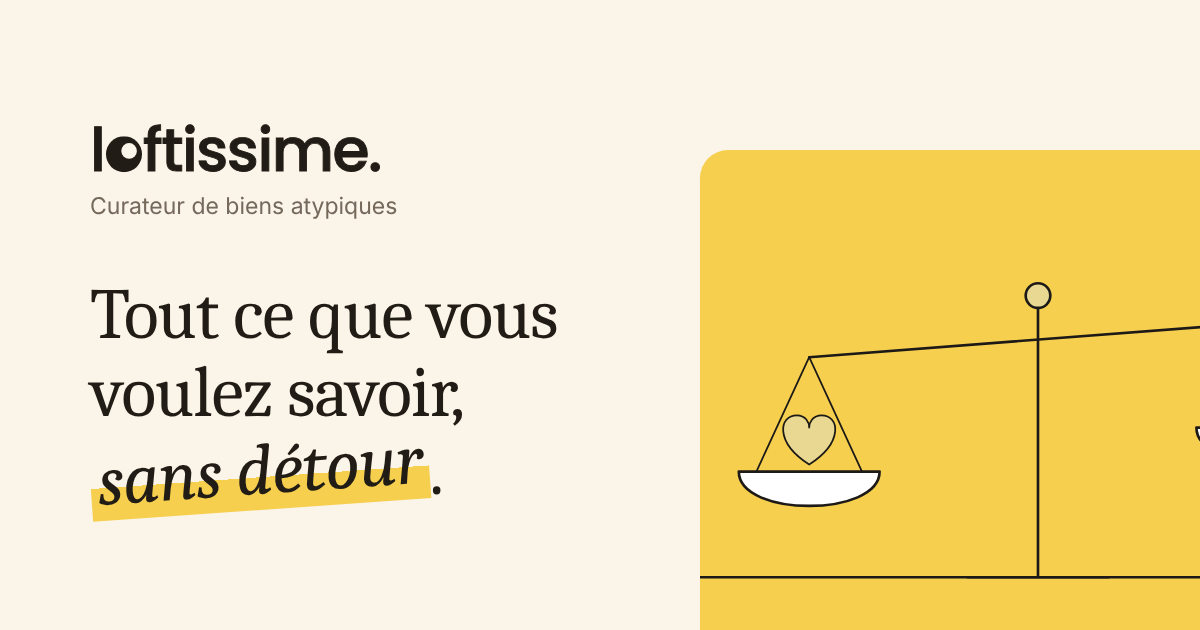 loftissime.
Curateur de biens atypiques
Tout ce que vous
voulez savoir,
sans détour.